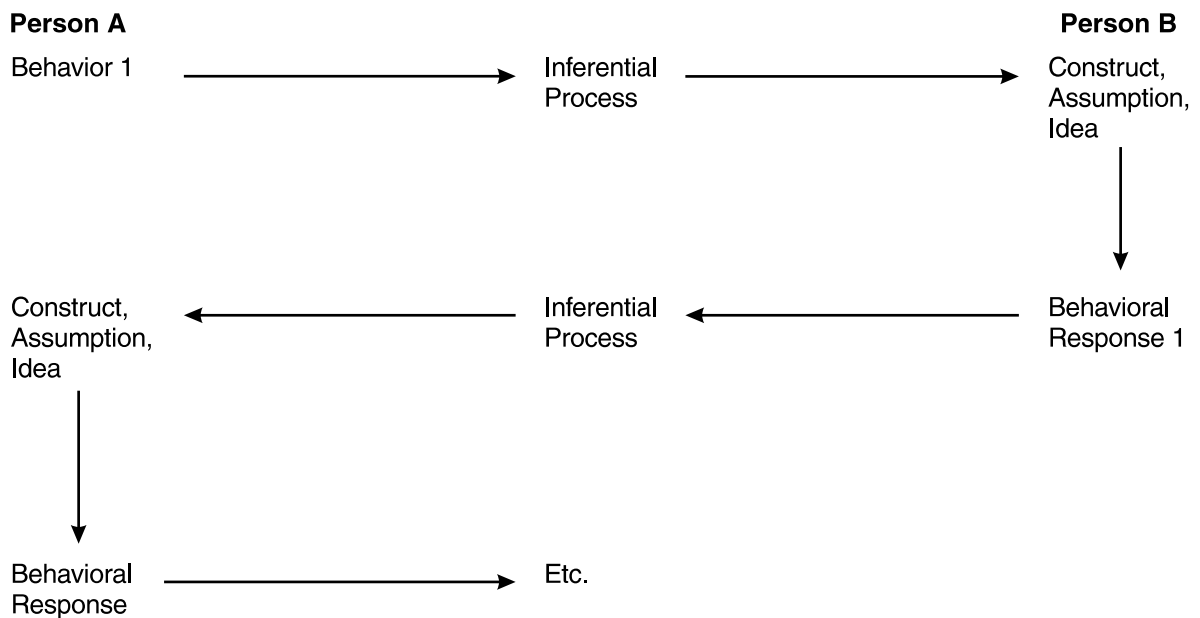 Person A
Person B
Behavior 1
Inferential
Process
Construct,
Assumption,
Idea
Construct,
Assumption,
Idea
Inferential
Process
Behavioral
Response 1
Behavioral
Response
Etc.